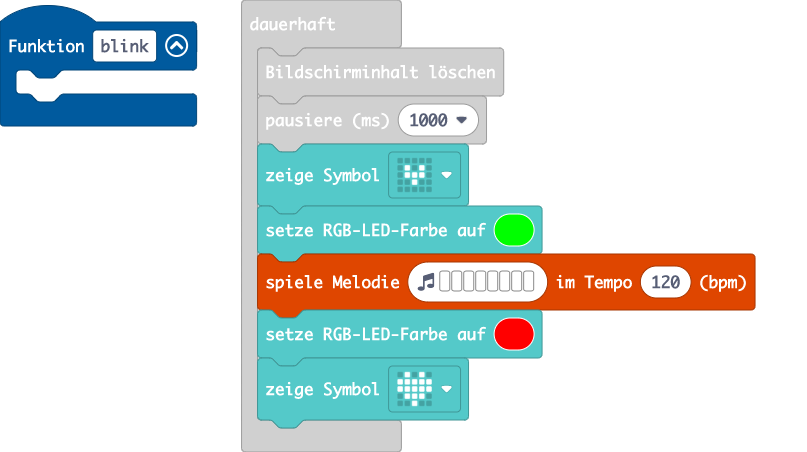 Funktion blink
dauerhaft
Bildschirminhalt löschen
pausiere (ms) 1000
zeige Symbol
setze RGB-LED-Farbe auf
spiele Melodie im Tempo 120 (bpm)
setze RGB-LED-Farbe auf
zeige Symbol